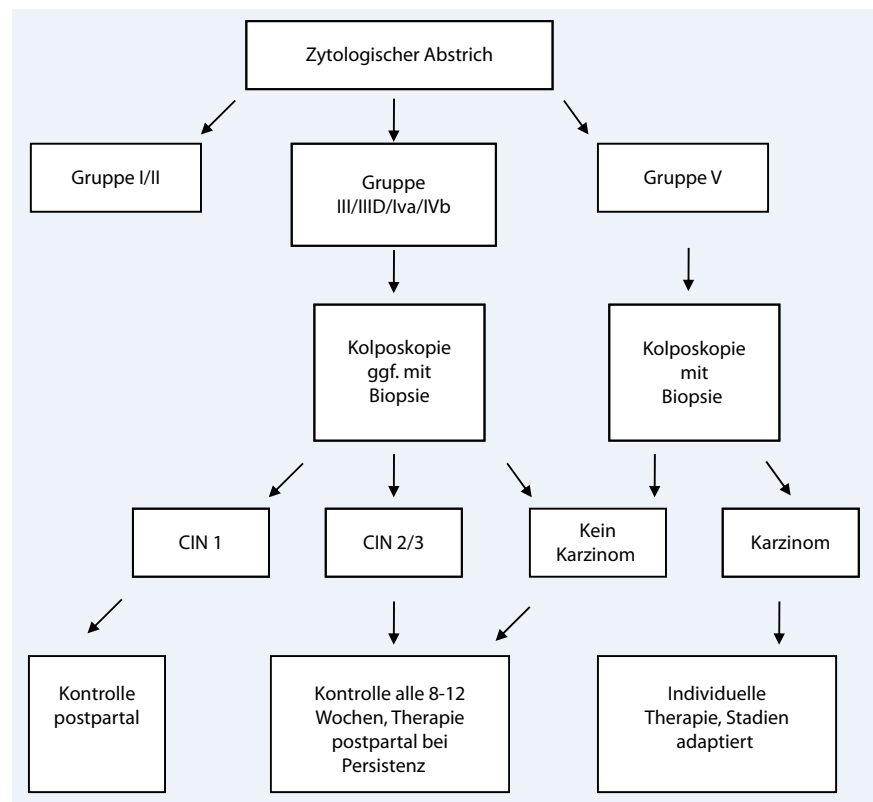 Zytologischer Abstrich
Gruppe I/II
Gruppe
III/IIID/Iva/IVb
Gruppe V
Kolposkopie
ggf. mit
Biopsie
Kolposkopie
mit
Biopsie
CIN 1
CIN 2/3
Kein
Karzinom
Karzinom
Kontrolle
postpartal
Kontrolle alle 8-12
Wochen, Therapie
postpartal bei
Persistenz
Individuelle
Therapie, Stadien
adaptiert